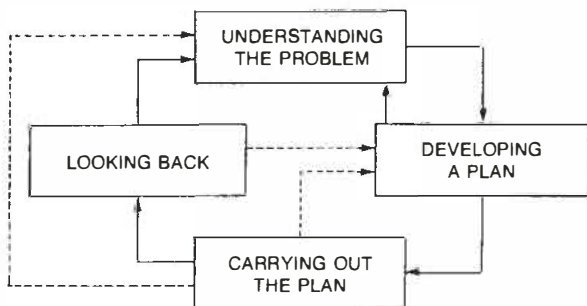 UNDERSTANDING
THE PROBLEM
LOOKING BACK
DEVELOPING
A PLAN
CARRYING OUT
THE PLAN